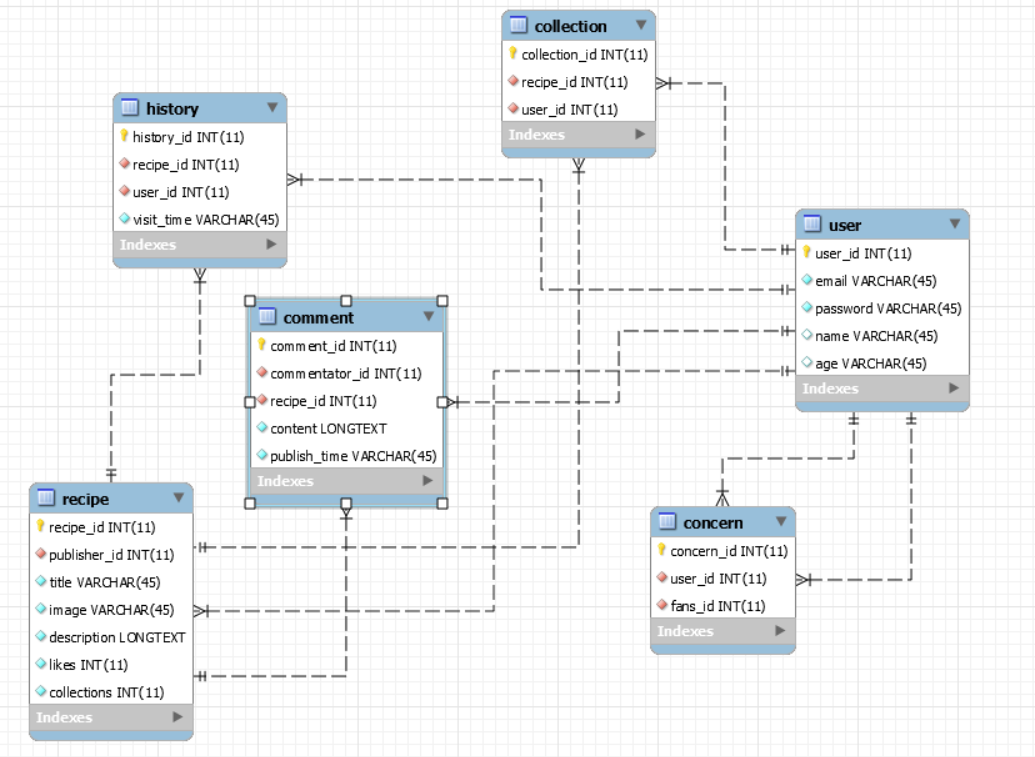 collection
collection_id INT(11)
recipe_id INT(11)
user_id INT(11)
Indexes
history
history_id INT(11)
recipe_id INT(11)
user_id INT(11)
visit_time VARCHAR(45)
Indexes
user
user_id INT(11)
email VARCHAR(45)
password VARCHAR(45)
name VARCHAR(45)
age VARCHAR(45)
Indexes
comment
comment_id INT(11)
commentator_id INT(11)
recipe_id INT(11)
content LONGTEXT
publish_time VARCHAR(45)
Indexes
recipe
recipe_id INT(11)
publisher_id INT(11)
title VARCHAR(45)
image VARCHAR(45)
description LONGTEXT
likes INT(11)
collections INT(11)
Indexes
concern
concern_id INT(11)
user_id INT(11)
fans_id INT(11)
Indexes